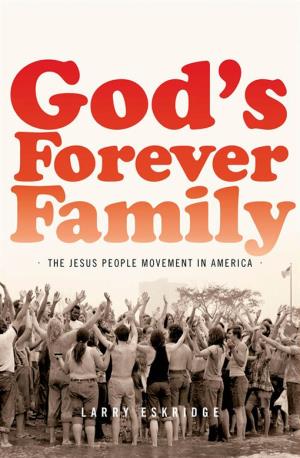 God's
Forever
Family
· THE JESUS PEOPLE MOVEMENT IN AMERICA ·
LARRY ESKRIDGE